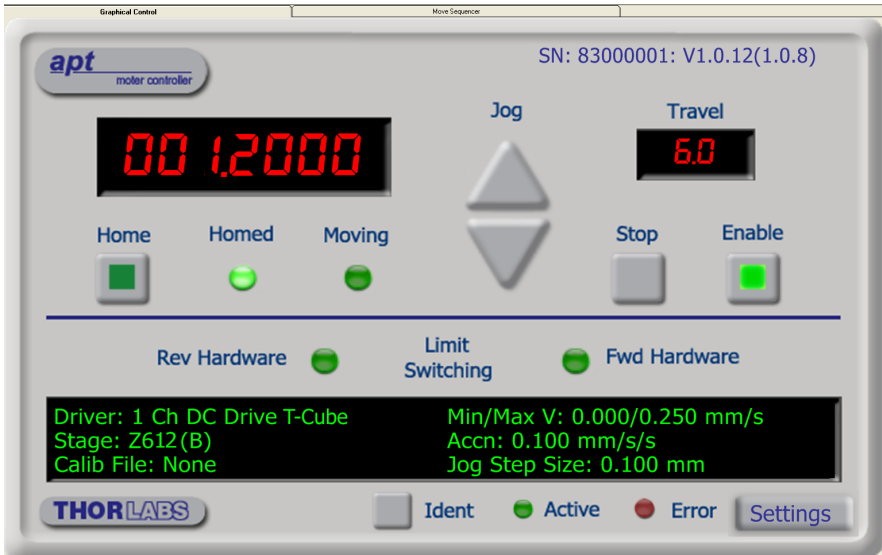 Graphical Control
Move Sequencer
apt
moter controller
SN: 83000001: V1.0.12(1.0.8)
Jog
Travel
001.2000
6.0
Home
Homed
Moving
Stop
Enable
Rev Hardware
Limit
Switching
Fwd Hardware
Driver: 1 Ch DC Drive T-Cube
Min/Max V: 0.000/0.250 mm/s
Stage: Z612(B)
Accn: 0.100 mm/s/s
Calib File: None
Jog Step Size: 0.100 mm
THORLABS
Ident
Active
Error
Settings